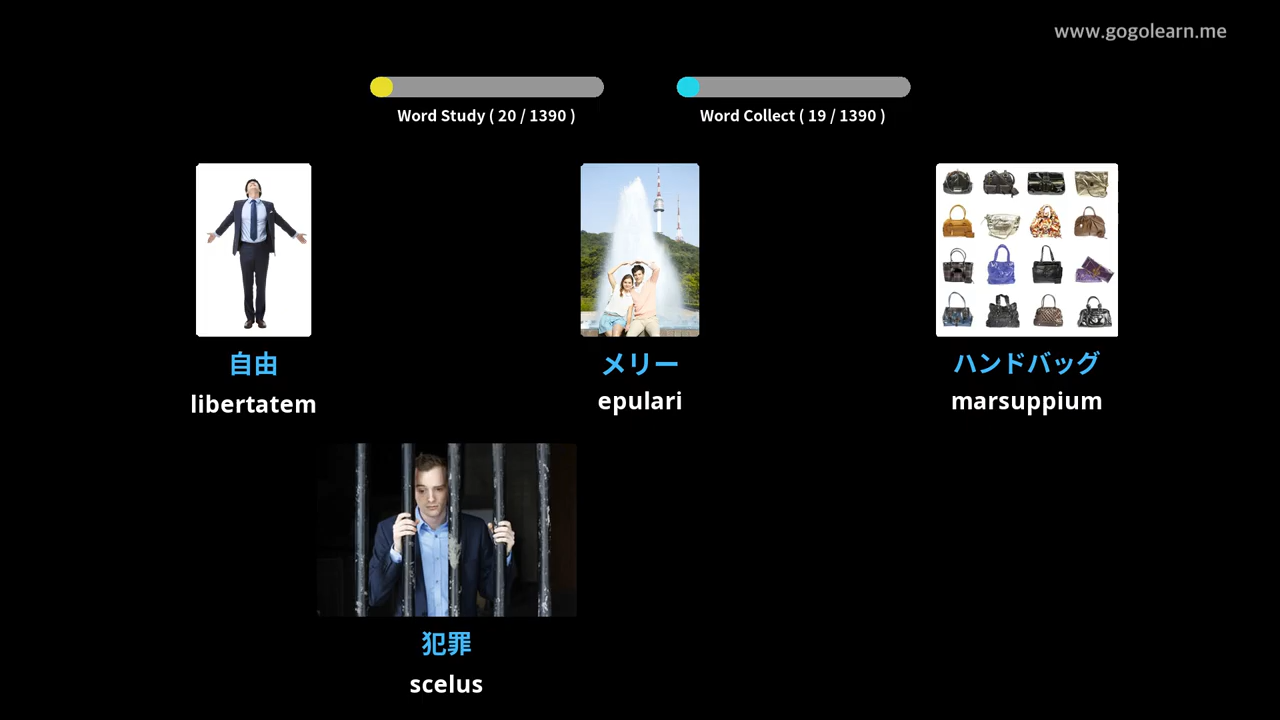 www.gogolearn.me
Word Study ( 20 / 1390 )
Word Collect ( 19 / 1390 )
自由
libertatem
メリー
epulari
ハンドバッグ
marsuppium
犯罪
scelus